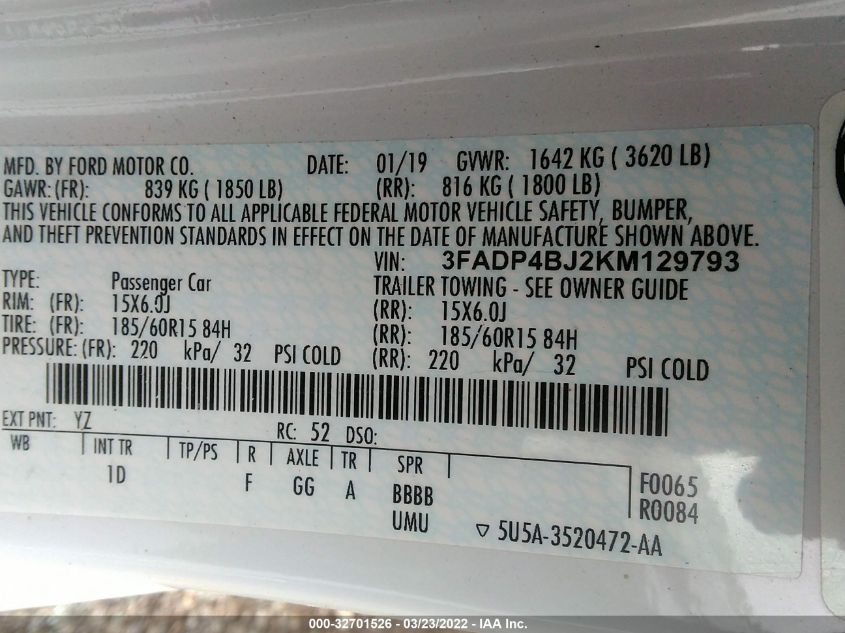 MFD. BY FORD MOTOR CO. DATE: 01/19 GVWR: 1642 KG ( 3620 LB)
GAWR: (FR): 839 KG ( 1850 LB) (RR): 816 KG ( 1800 LB)
THIS VEHICLE CONFORMS TO ALL APPLICABLE FEDERAL MOTOR VEHICLE SAFETY, BUMPER,
AND THEFT PREVENTION STANDARDS IN EFFECT ON THE DATE OF MANUFACTURE SHOWN ABOVE.
VIN: 3FADP4BJ2KM129793
TYPE: Passenger Car TRAILER TOWING - SEE OWNER GUIDE
RIM: (FR): 15X6.0J (RR): 15X6.0J
TIRE: (FR): 185/60R15 84H (RR): 185/60R15 84H
PRESSURE: (FR): 220 kPa/ 32 PSI COLD (RR): 220 kPa/ 32 PSI COLD
EXT PNT: YZ RC: 52 DSO:
WB INT TR TP/PS R AXLE TR SPR
1D F GG A BBBB F0065
UMU R0084
5U5A-3520472-AA
000-32701526 - 03/23/2022 - IAA Inc.